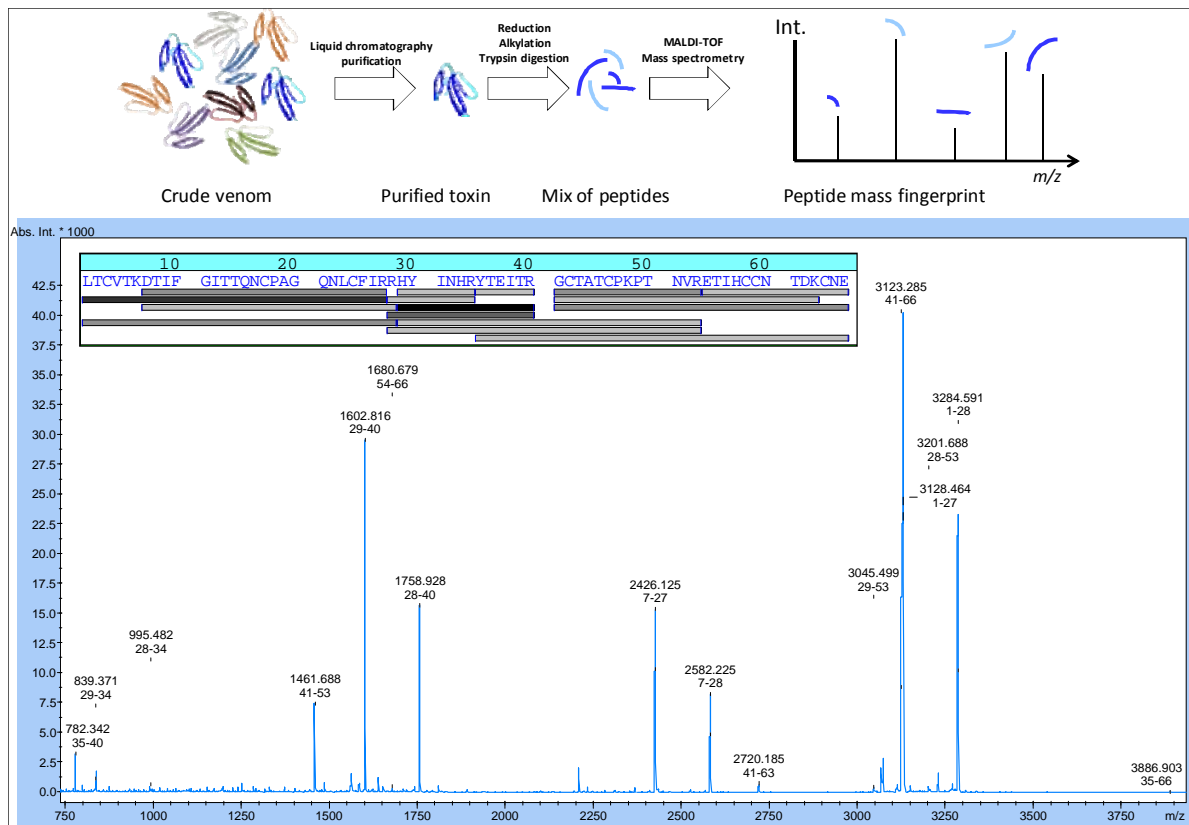 Liquid chromatography
purification
Reduction
Alkylation
Trypsin digestion
MALDI-TOF
Mass spectrometry
Int.
m/z
Crude venom
Purified toxin
Mix of peptides
Peptide mass fingerprint
Abs. Int. * 1000
10 20 30 40 50 60
LTCVTKDTIF GITTQNCPAG QNLCFIRRHY INHRYTEITR GCTATCPKPT NVRETIHCCN TDKCNE
42.5
40.0
37.5
35.0
32.5
30.0
27.5
25.0
22.5
20.0
17.5
15.0
12.5
10.0
7.5
5.0
2.5
0.0
782.342
35-40
839.371
29-34
995.482
28-34
1461.688
41-53
1602.816
29-40
1680.679
54-66
1758.928
28-40
2426.125
7-27
2582.225
7-28
2720.185
41-63
3045.499
29-53
3123.285
41-66
3128.464
1-27
3201.688
28-53
3284.591
1-28
3886.903
35-66
750 1000 1250 1500 1750 2000 2250 2500 2750 3000 3250 3500 3750 m/z